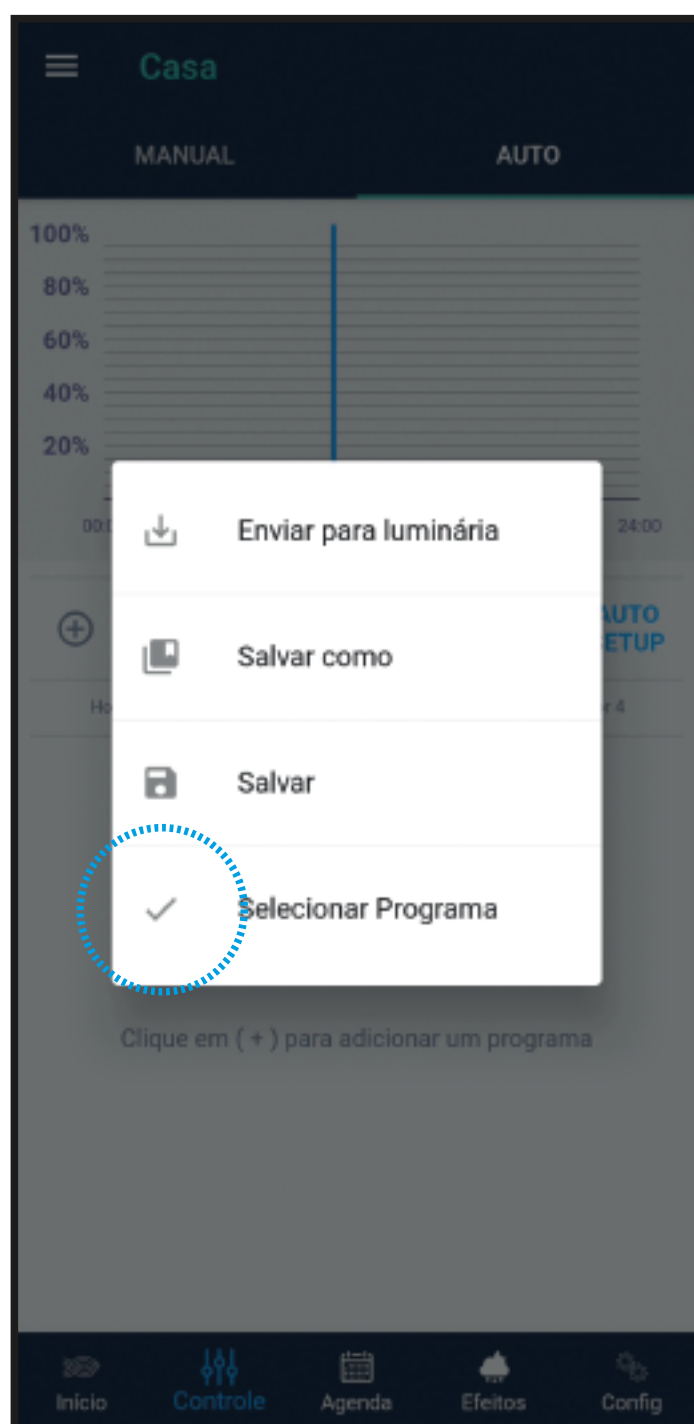 Casa
MANUAL AUTO
100%
80%
60%
40%
20%
24:00
Enviar para luminária
AUTO
SETUP
Salvar como
Salvar
Selecionar Programa
Clique em ( + ) para adicionar um programa
Início Controle Agenda Efeitos Config